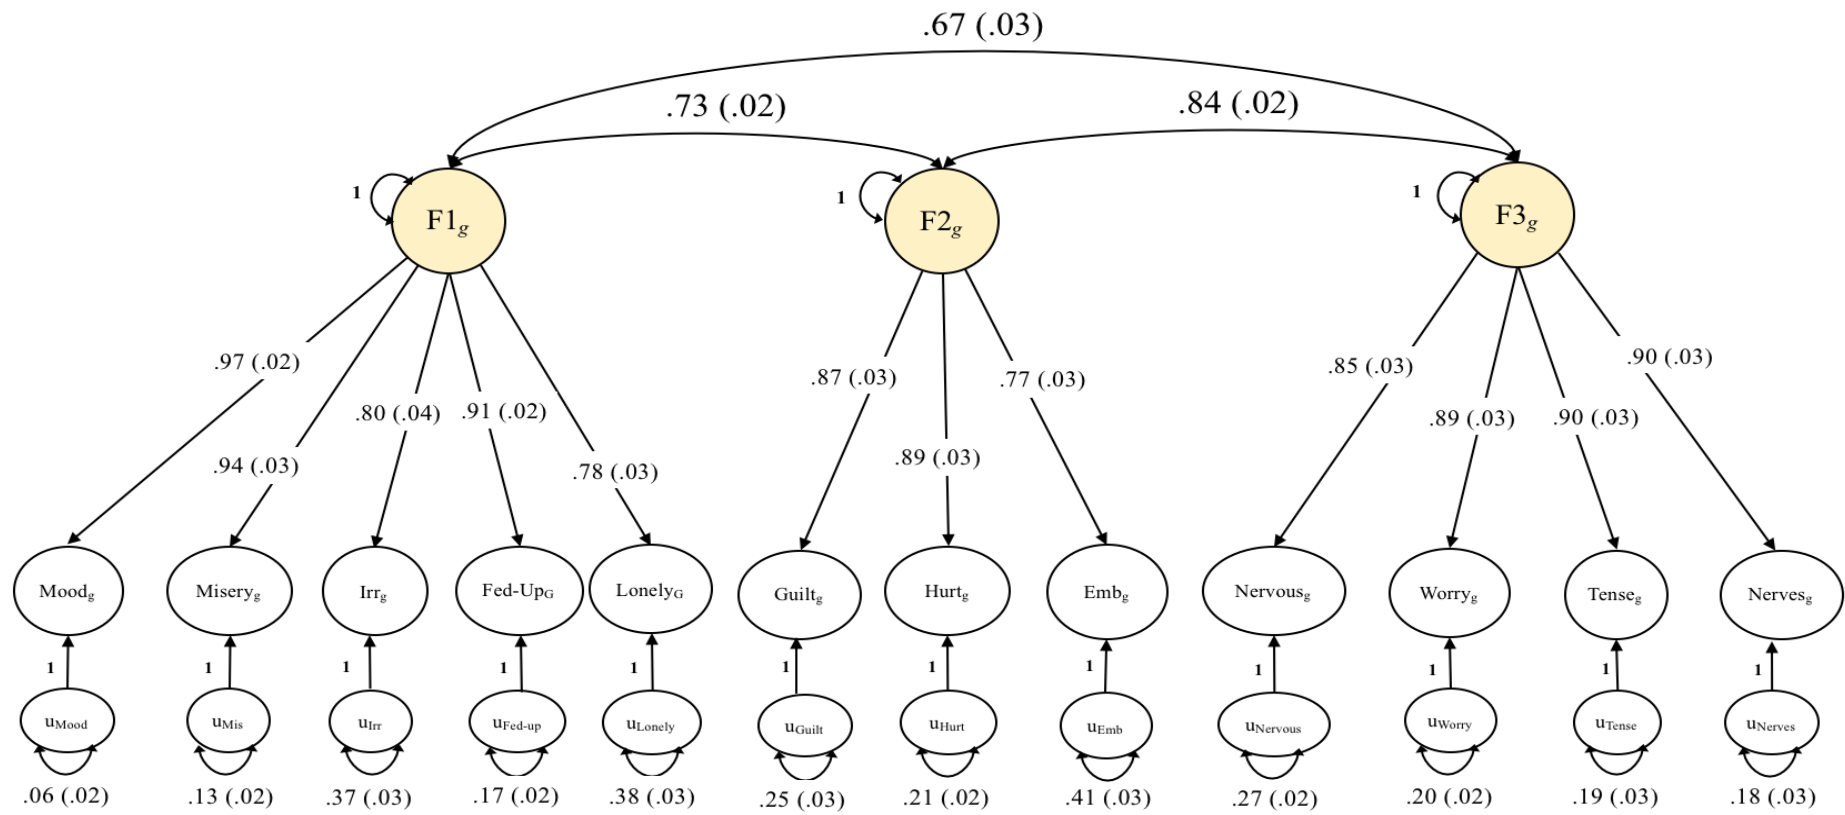 .67 (.03)
.73 (.02)
.84 (.02)
1
1
1
F1g
F2g
F3g
.97 (.02)
.94 (.03)
.80 (.04)
.91 (.02)
.78 (.03)
.87 (.03)
.89 (.03)
.77 (.03)
.85 (.03)
.89 (.03)
.90 (.03)
.90 (.03)
Moodg
Miseryg
Irrg
Fed-UpG
LonelyG
Guiltg
Hurtg
Embg
Nervousg
Worryg
Tenseg
Nervesg
1
1
1
1
1
1
1
1
1
1
1
1
uMood
uMis
uIrr
uFed-up
uLonely
uGuilt
uHurt
uEmb
uNervous
uWorry
uTense
uNerves
.06 (.02)
.13 (.02)
.37 (.03)
.17 (.02)
.38 (.03)
.25 (.03)
.21 (.02)
.41 (.03)
.27 (.02)
.20 (.02)
.19 (.03)
.18 (.03)